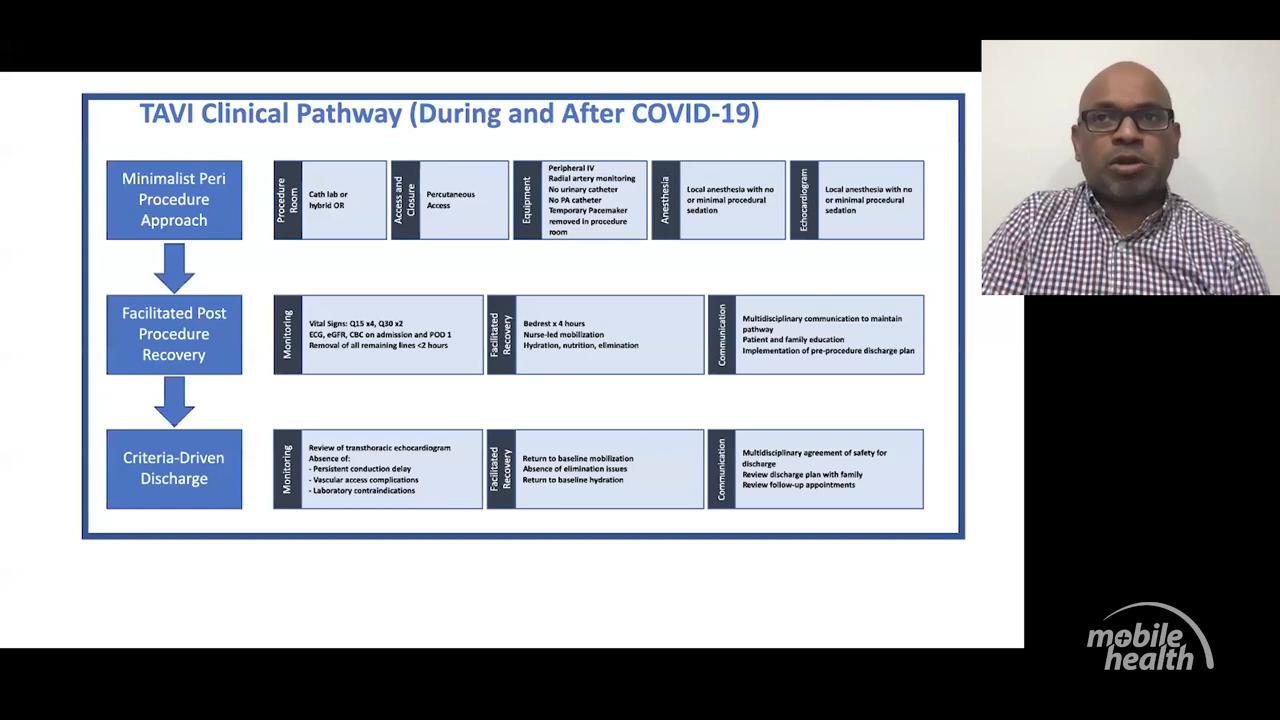 TAVI Clinical Pathway (During and After COVID-19)
Minimalist Peri
Procedure
Approach
Procedure
Room
Cath lab or
hybrid OR
Access and
Closure
Percutaneous
Access
Equipment
Peripheral IV
Radial artery monitoring
No urinary catheter
No PA catheter
Temporary Pacemaker
removed in procedure
room
Anesthesia
Local anesthesia with no
or minimal procedural
sedation
Echocardiogram
Local anesthesia with no
or minimal procedural
sedation
Facilitated Post
Procedure
Recovery
Monitoring
Vital Signs: Q15 x4, Q30 x2
ECG, eGFR, CBC on admission and POD 1
Removal of all remaining lines <2 hours
Facilitated
Recovery
Bedrest x 4 hours
Nurse-led mobilization
Hydration, nutrition, elimination
Communication
Multidisciplinary communication to maintain
pathway
Patient and family education
Implementation of pre-procedure discharge plan
Criteria-Driven
Discharge
Monitoring
Review of transthoracic echocardiogram
Absence of:
- Persistent conduction delay
- Vascular access complications
- Laboratory contraindications
Facilitated
Recovery
Return to baseline mobilization
Absence of elimination issues
Return to baseline hydration
Communication
Multidisciplinary agreement of safety for
discharge
Review discharge plan with family
Review follow-up appointments
mobile
health